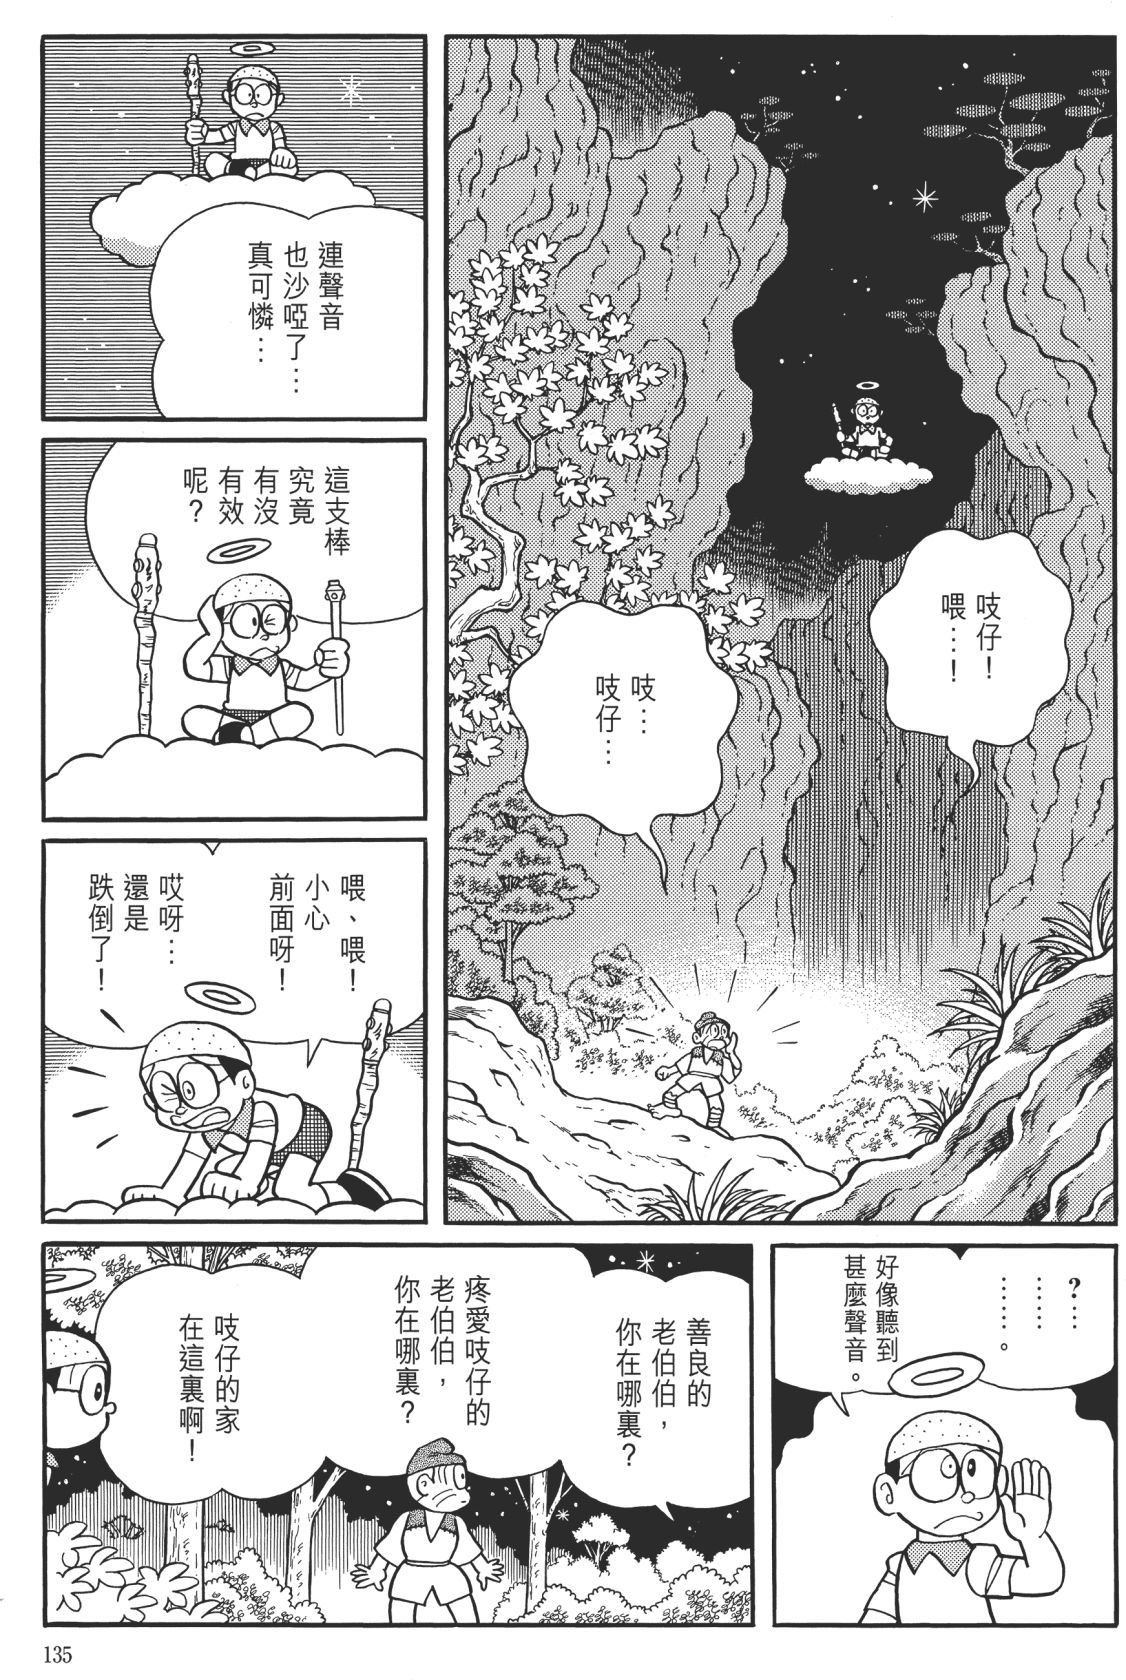 吱仔!
喂…!
吱…
吱仔…
連聲音
也沙啞了…
真可憐…
這支棒
究竟
有沒
有效
呢?
喂、喂!
小心
前面呀!
哎呀…
還是
跌倒了!
?…
……
……。
好像聽到
甚麼聲音。
善良的
老伯伯,
你在哪裏?
疼愛吱仔的
老伯伯,
你在哪裏?
吱仔的家
在這裏啊!
135